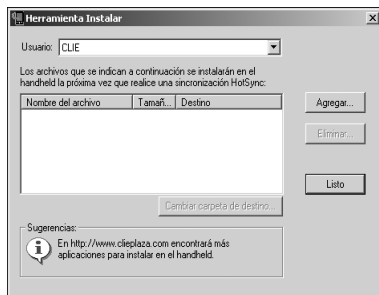 Herramienta Instalar
Usuario: CLIE
Los archivos que se indican a continuación se instalarán en el
handheld la próxima vez que realice una sincronización HotSync:
Nombre del archivo Tamañ... Destino
Agregar...
Eliminar...
Listo
Cambiar carpeta de destino...
Sugerencias:
En http://www.clieplaza.com encontrará más
aplicaciones para instalar en el handheld.